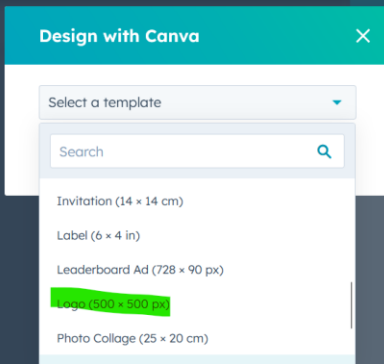 Design with Canva
Select a template
Search
Invitation (14 × 14 cm)
Label (6 × 4 in)
Leaderboard Ad (728 × 90 px)
Logo (500 × 500 px)
Photo Collage (25 × 20 cm)